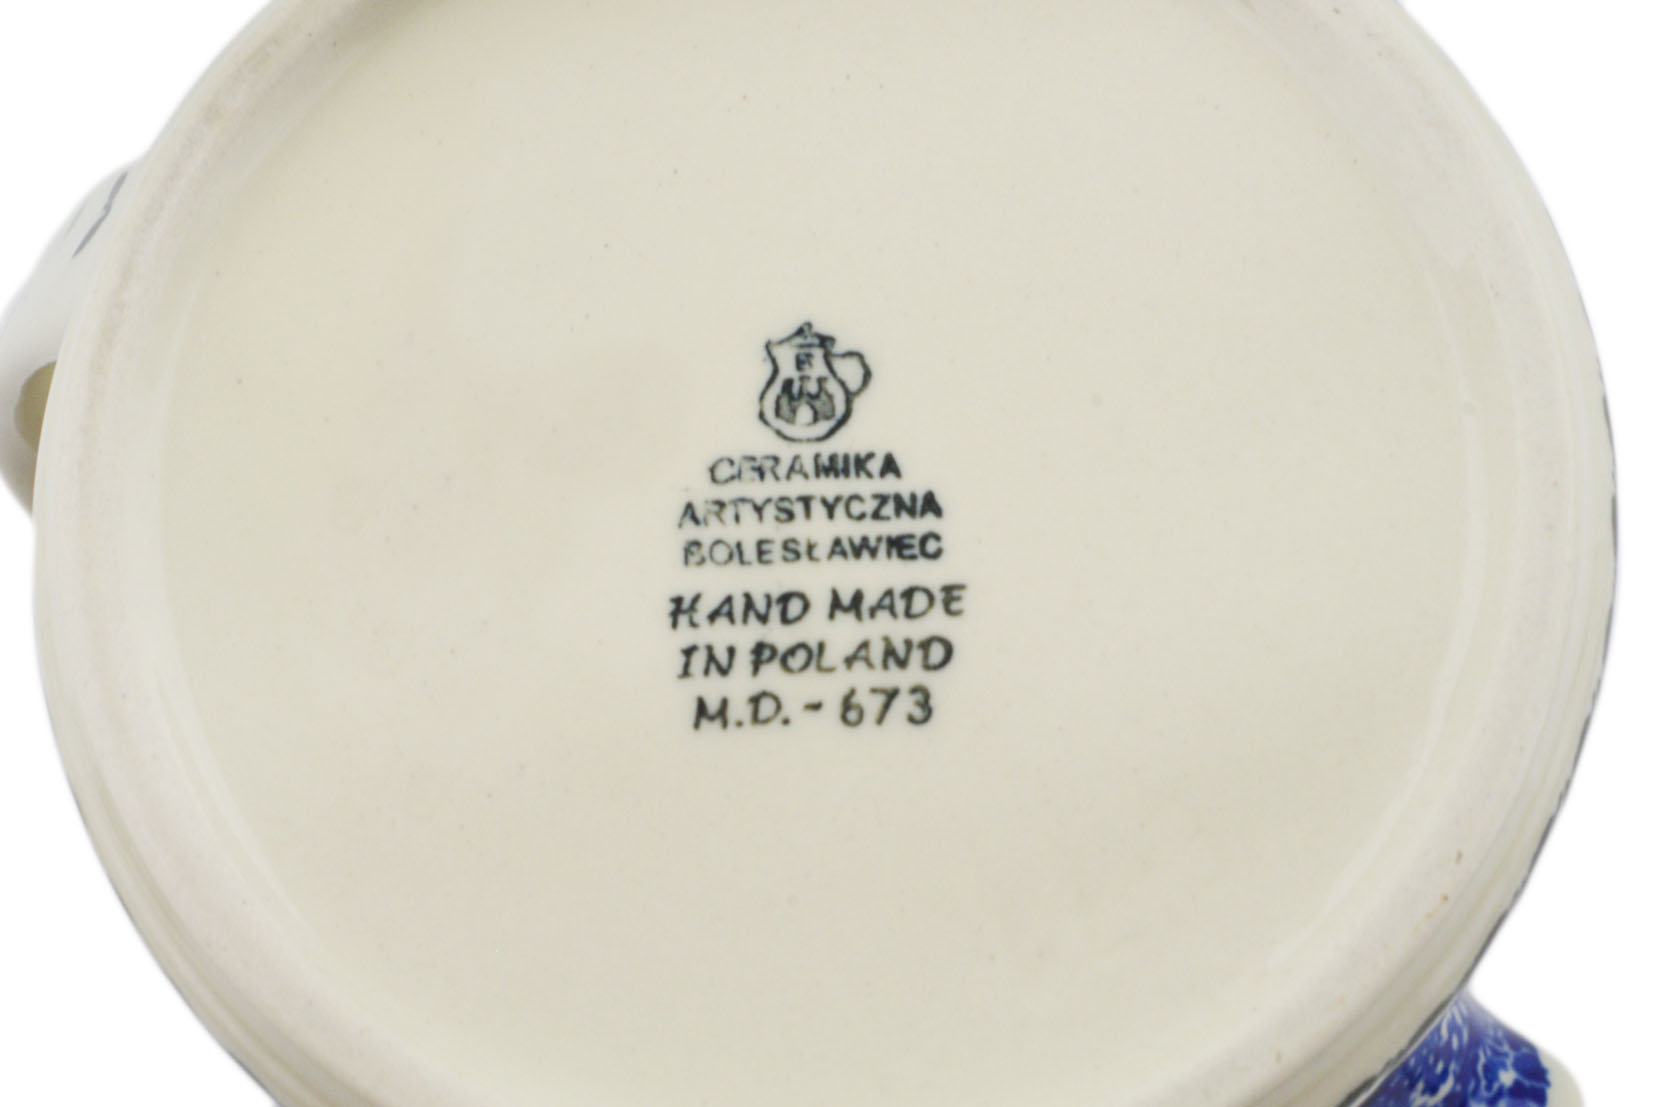 B
CERAMIKA
ARTYSTYCZNA
BOLESŁAWIEC
HAND MADE
IN POLAND
M.D. - 673